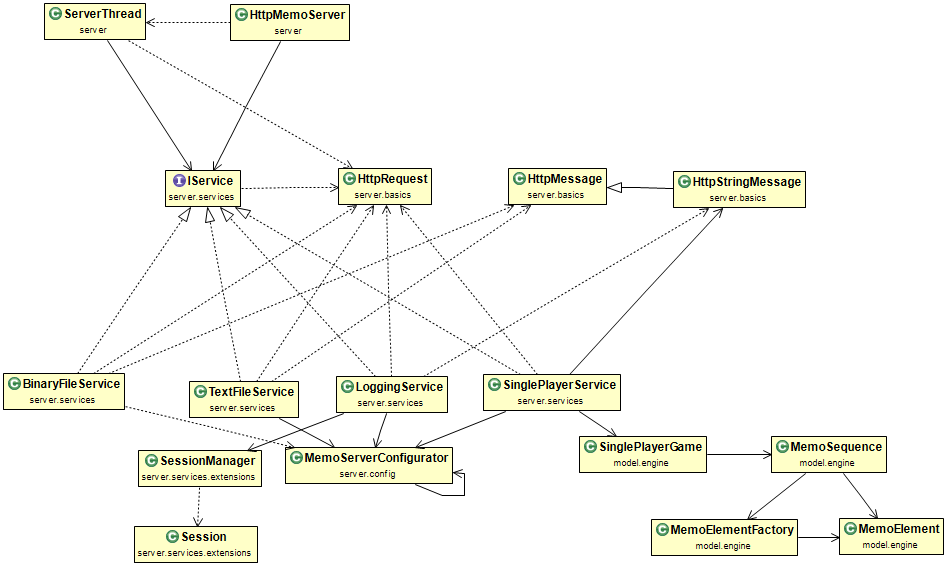 C ServerThread
server
C HttpMemoServer
server
I IService
server.services
C HttpRequest
server.basics
C HttpMessage
server.basics
C HttpStringMessage
server.basics
C BinaryFileService
server.services
C TextFileService
server.services
C LoggingService
server.services
C SinglePlayerService
server.services
C SessionManager
server.services.extensions
C MemoServerConfigurator
server.config
C SinglePlayerGame
model.engine
C MemoSequence
model.engine
C Session
server.services.extensions
C MemoElementFactory
model.engine
C MemoElement
model.engine